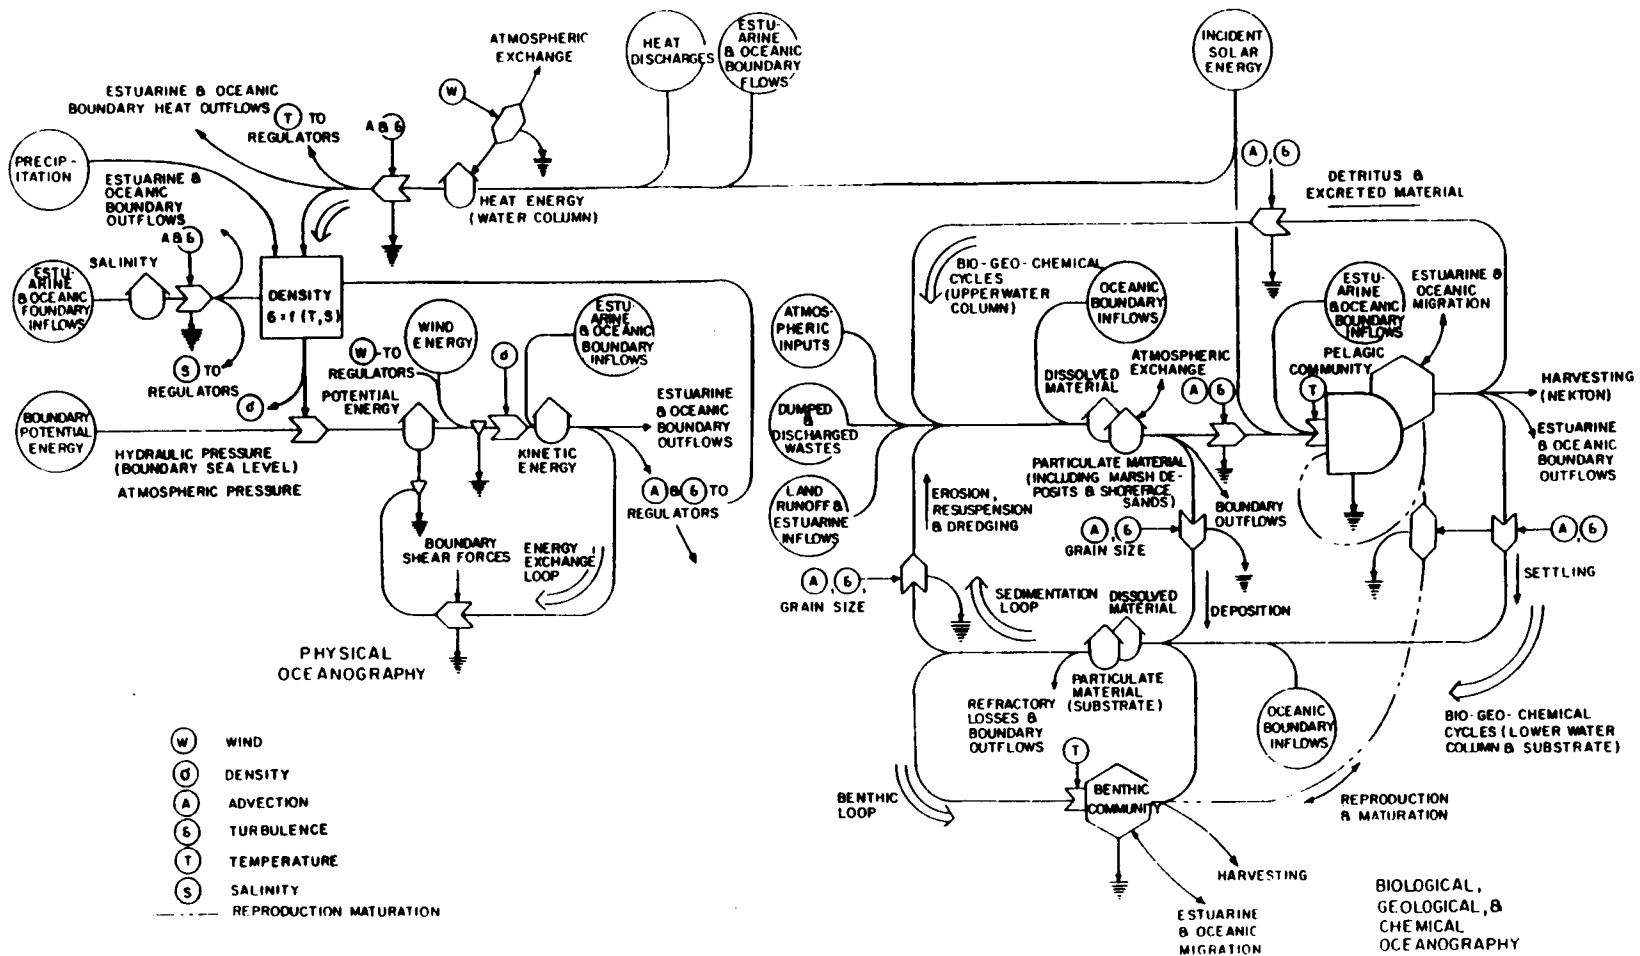 ATMOSPHERIC
EXCHANGE
HEAT
DISCHARGES
ESTU-
ARINE
& OCEANIC
BOUNDARY
FLOWS
INCIDENT
SOLAR
ENERGY
ESTUARINE & OCEANIC
BOUNDARY HEAT OUTFLOWS
T TO
REGULATORS
A & δ
W
PRECIP-
ITATION
ESTUARINE &
OCEANIC
BOUNDARY
OUTFLOWS
A & δ
HEAT ENERGY
(WATER COLUMN)
A, δ
DETRITUS &
EXCRETED MATERIAL
SALINITY
ESTU-
ARINE
& OCEANIC
FOUNDARY
INFLOWS
DENSITY
6 = f (T, S)
S TO
REGULATORS
σ
WIND
ENERGY
W - TO
REGULATORS
POTENTIAL
ENERGY
σ
ESTU-
ARINE
& OCEANIC
BOUNDARY
INFLOWS
BOUNDARY
POTENTIAL
ENERGY
HYDRAULIC PRESSURE
(BOUNDARY SEA LEVEL)
ATMOSPHERIC PRESSURE
KINETIC
ENERGY
ESTUARINE
& OCEANIC
BOUNDARY
OUTFLOWS
A & δ TO
REGULATORS
BOUNDARY
SHEAR FORCES
ENERGY
EXCHANGE
LOOP
PHYSICAL
OCEANOGRAPHY
W WIND
σ DENSITY
A ADVECTION
δ TURBULENCE
T TEMPERATURE
S SALINITY
REPRODUCTION MATURATION
BIO - GEO - CHEMICAL
CYCLES
(UPPERWATER
COLUMN)
OCEANIC
BOUNDARY
INFLOWS
ATMOS-
PHERIC
INPUTS
DUMPED
&
DISCHARGED
WASTES
LAND
RUNOFF &
ESTUARINE
INFLOWS
DISSOLVED
MATERIAL
ATMOSPHERIC
EXCHANGE
A δ
ESTU-
ARINE
& OCEANIC
BOUNDARY
INFLOWS
ESTUARINE &
OCEANIC
MIGRATION
PELAGIC
COMMUNITY
T
HARVESTING
(NEKTON)
ESTUARINE
& OCEANIC
BOUNDARY
OUTFLOWS
PARTICULATE MATERIAL
(INCLUDING MARSH DE-
POSITS & SHOREFACE
SANDS)
BOUNDARY
OUTFLOWS
EROSION,
RESUSPENSION
& DREDGING
A, δ
GRAIN SIZE
A, δ
SETTLING
A, δ,
GRAIN SIZE
SEDIMENTATION
LOOP
DISSOLVED
MATERIAL
DEPOSITION
PARTICULATE
MATERIAL
(SUBSTRATE)
REFRACTORY
LOSSES &
BOUNDARY
OUTFLOWS
OCEANIC
BOUNDARY
INFLOWS
BIO - GEO - CHEMICAL
CYCLES (LOWER WATER
COLUMN & SUBSTRATE)
T
BENTHIC
LOOP
BENTHIC
COMMUNITY
REPRODUCTION
& MATURATION
HARVESTING
ESTUARINE
& OCEANIC
MIGRATION
BIOLOGICAL,
GEOLOGICAL, &
CHEMICAL
OCEANOGRAPHY